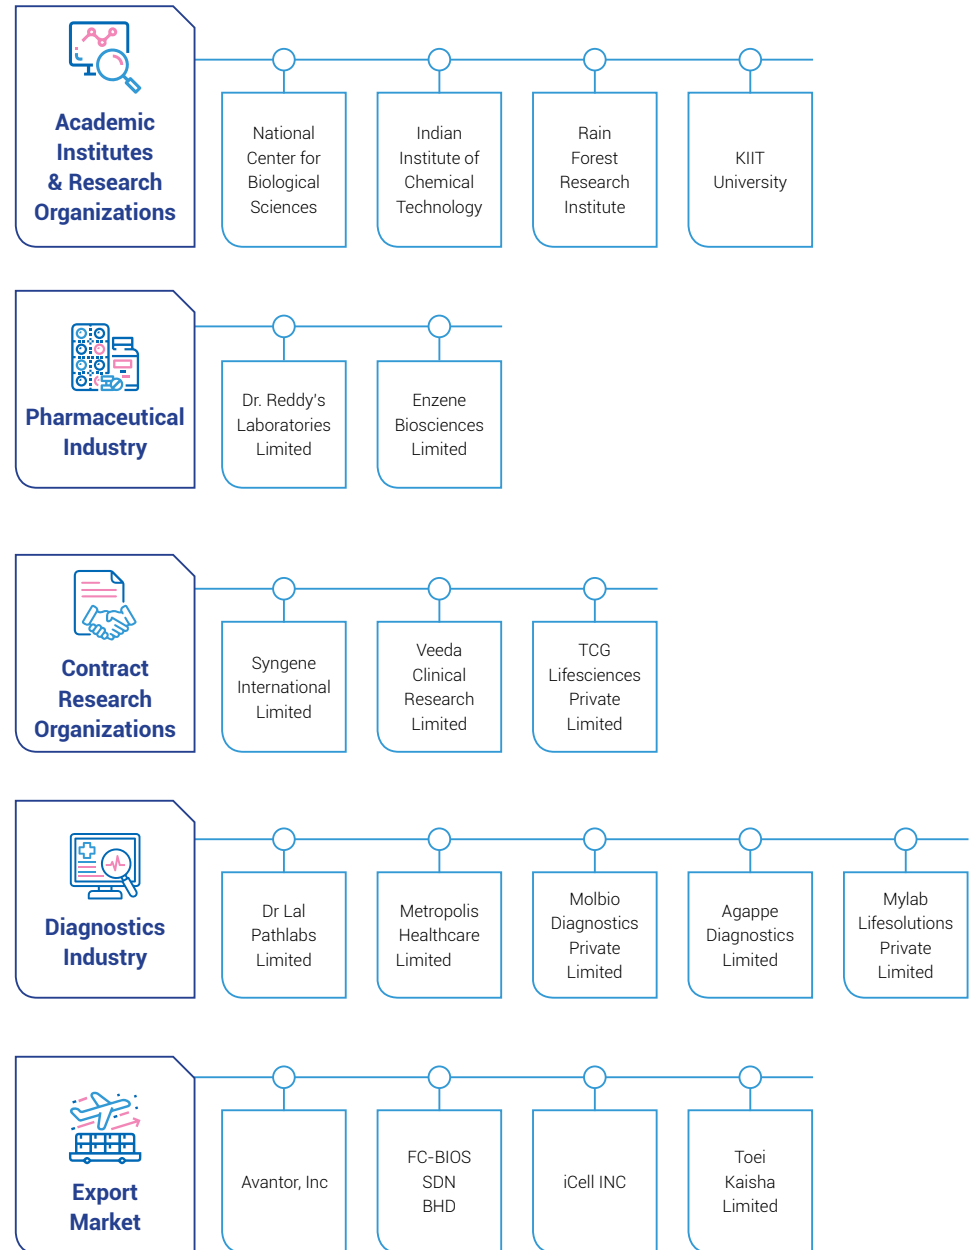 Academic
Institutes
& Research
Organizations
National
Center for
Biological
Sciences
Indian
Institute of
Chemical
Technology
Rain
Forest
Research
Institute
KIIT
University
Pharmaceutical
Industry
Dr. Reddy's
Laboratories
Limited
Enzene
Biosciences
Limited
Contract
Research
Organizations
Syngene
International
Limited
Veeda
Clinical
Research
Limited
TCG
Lifesciences
Private
Limited
Diagnostics
Industry
Dr Lal
Pathlabs
Limited
Metropolis
Healthcare
Limited
Molbio
Diagnostics
Private
Limited
Agappe
Diagnostics
Limited
Mylab
Lifesolutions
Private
Limited
Export
Market
Avantor, Inc
FC-BIOS
SDN
BHD
iCell INC
Toei
Kaisha
Limited